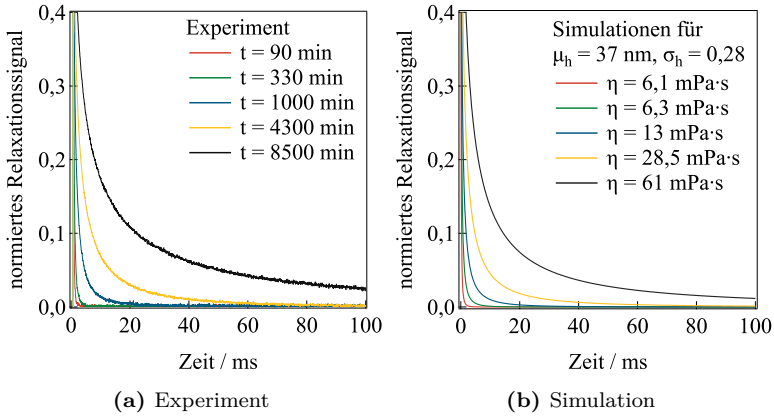 normiertes Relaxationssignal
0,4
0,3
0,2
0,1
0,0
Experiment
t = 90 min
t = 330 min
t = 1000 min
t = 4300 min
t = 8500 min
0 20 40 60 80 100
Zeit / ms
(a) Experiment
normiertes Relaxationssignal
0,4
0,3
0,2
0,1
0,0
Simulationen für
μh = 37 nm, σh = 0,28
η = 6,1 mPa·s
η = 6,3 mPa·s
η = 13 mPa·s
η = 28,5 mPa·s
η = 61 mPa·s
0 20 40 60 80 100
Zeit / ms
(b) Simulation